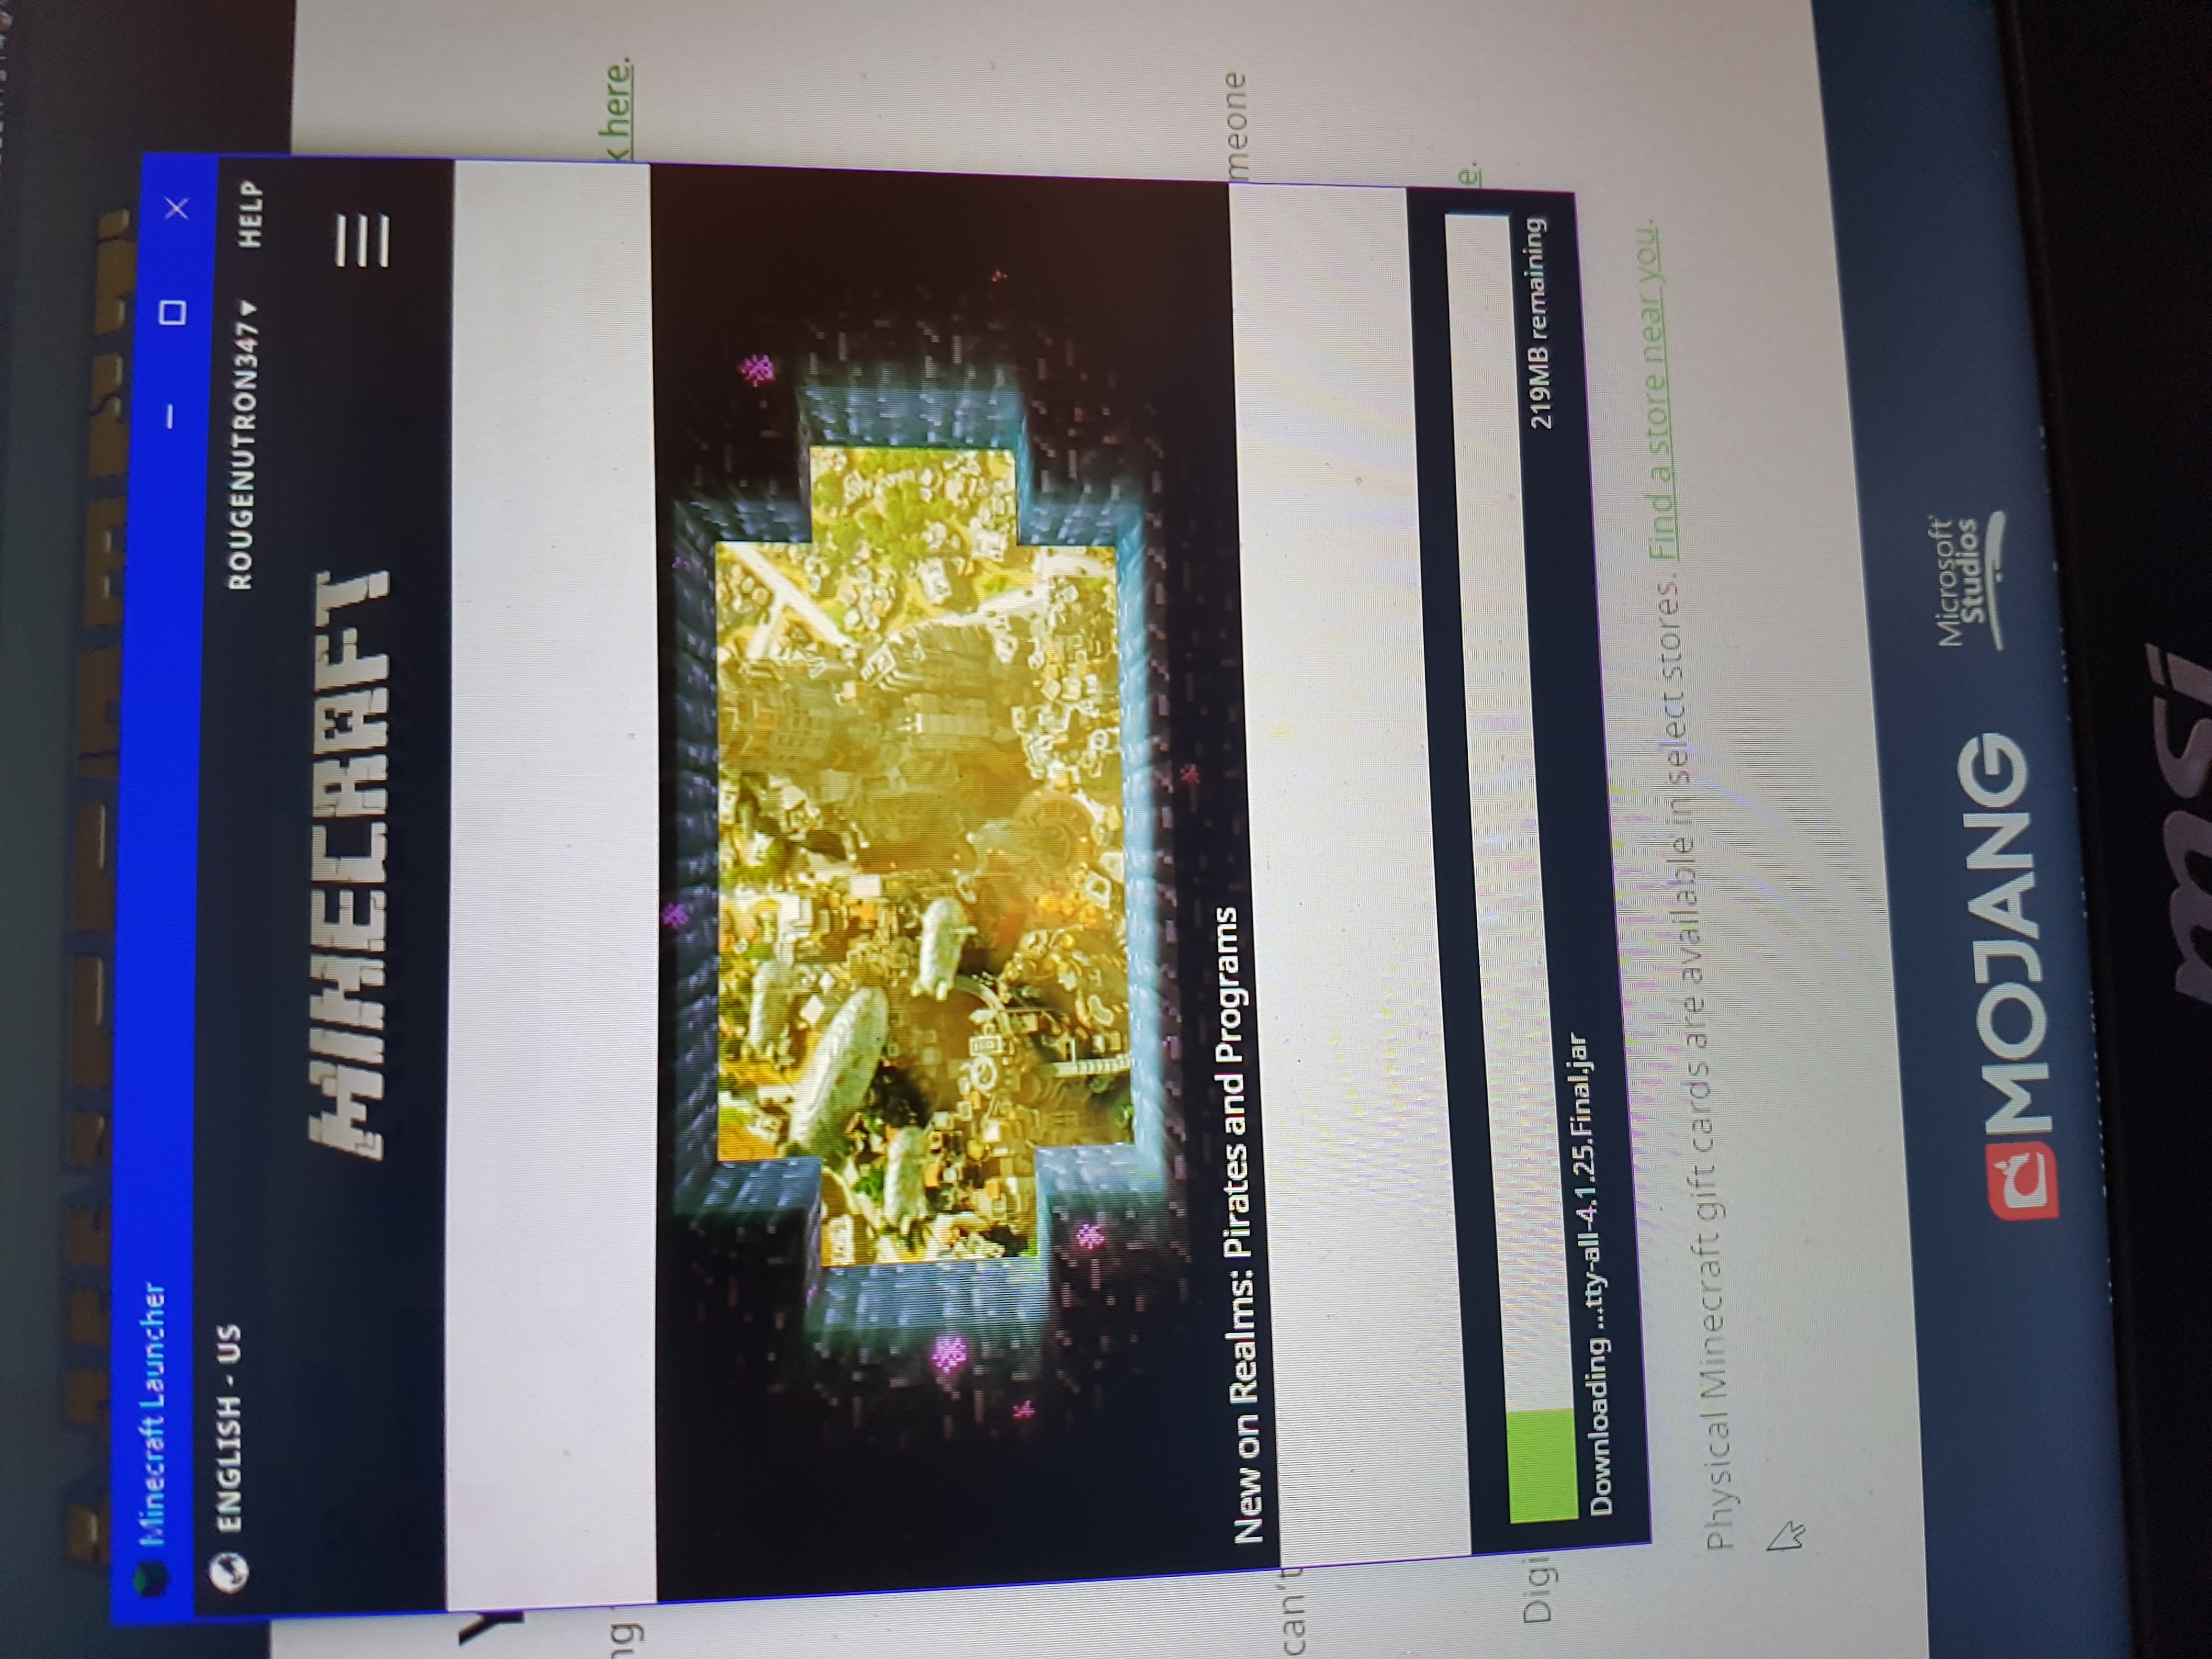 Minecraft Launcher
ENGLISH - US
ROUGENUTRON347 ▾ HELP
MINECRAFT
Y
ng
k here.
New on Realms: Pirates and Programs
can't
meone
e.
Digi
219MB remaining
Downloading ...tty-all-4.1.25.Final.jar
Physical Minecraft gift cards are available in select stores. Find a store near you.
MOJANG
Microsoft
Studios
msi